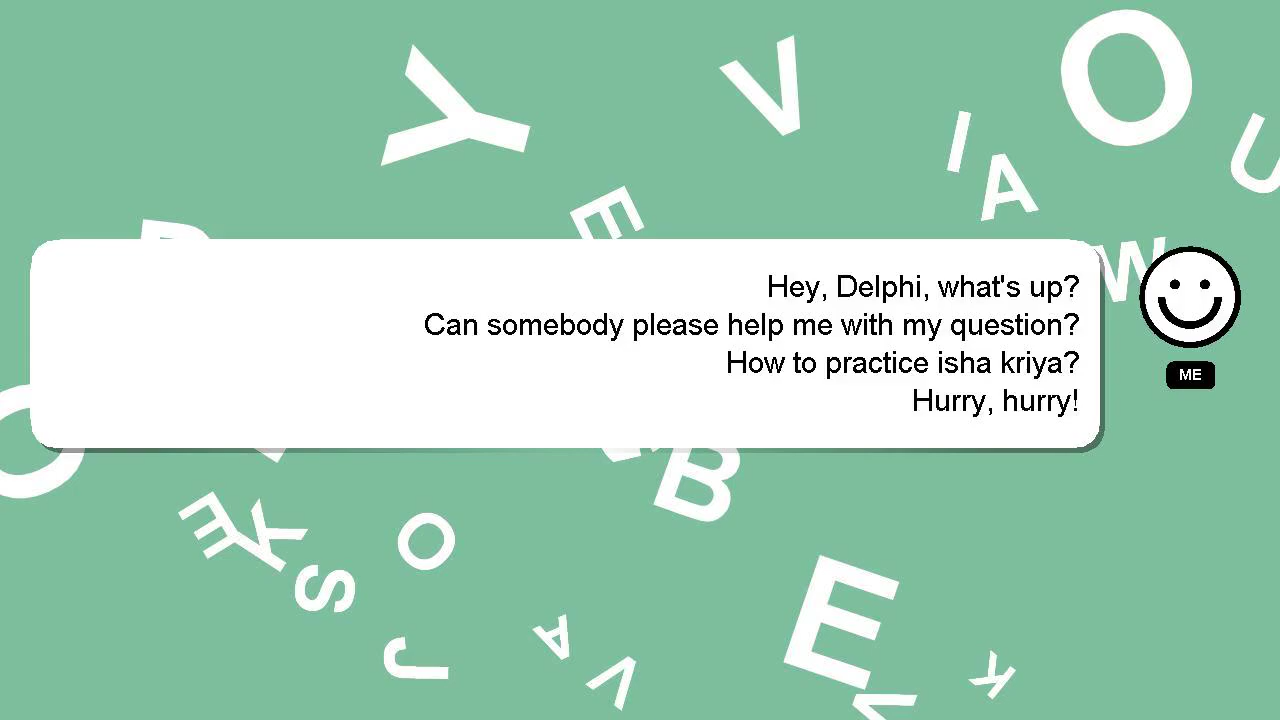 Y
V
O
I
A
U
E
W
Hey, Delphi, what's up?
Can somebody please help me with my question?
How to practice isha kriya?
Hurry, hurry!
ME
B
E
K
O
S
E
J
A
V
K